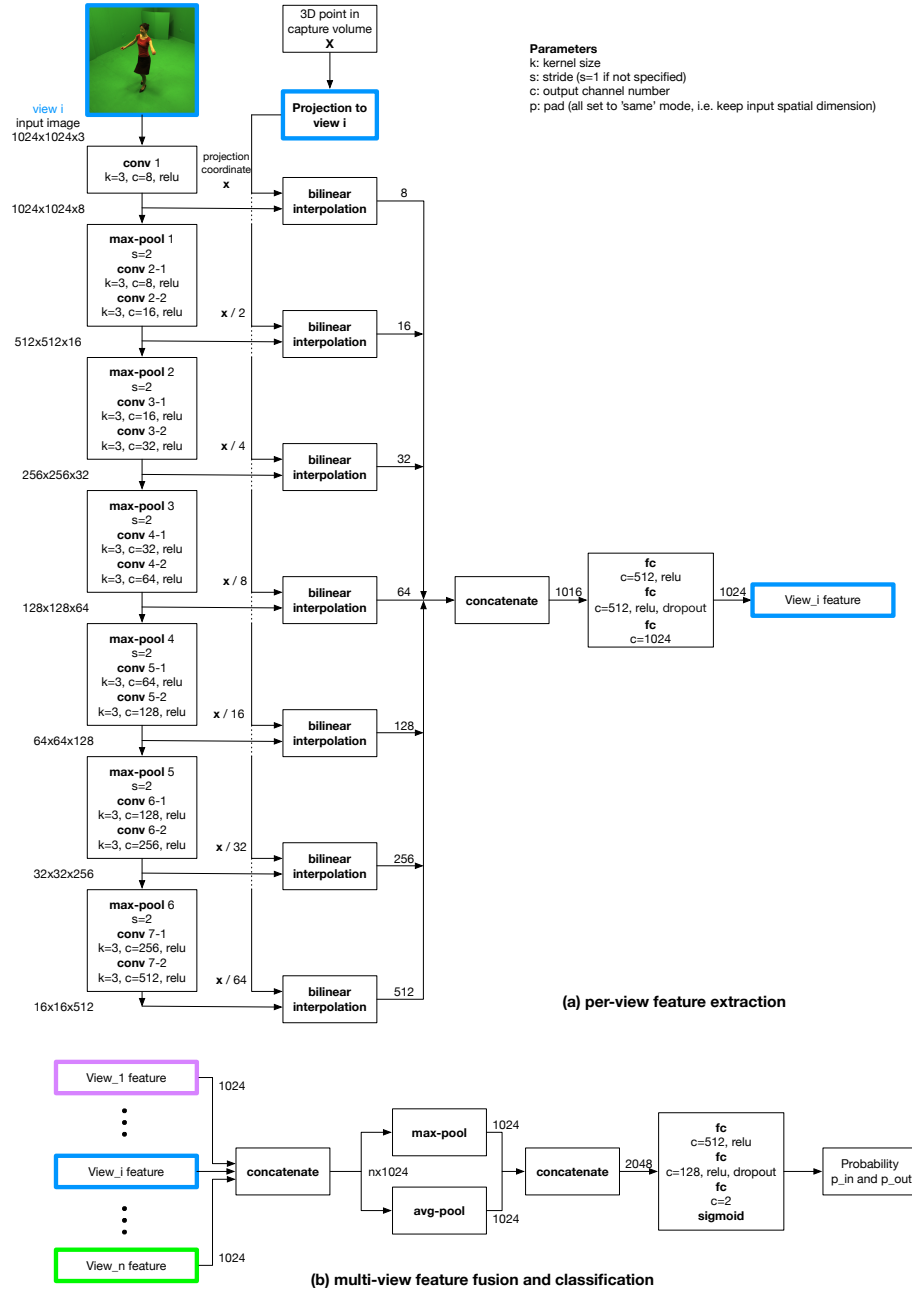 3D point in
capture volume
X
Parameters
k: kernel size
s: stride (s=1 if not specified)
c: output channel number
p: pad (all set to 'same' mode, i.e. keep input spatial dimension)
view i
input image
1024x1024x3
Projection to
view i
conv 1
k=3, c=8, relu
projection
coordinate
x
bilinear
interpolation
8
1024x1024x8
max-pool 1
s=2
conv 2-1
k=3, c=8, relu
conv 2-2
k=3, c=16, relu
x / 2
bilinear
interpolation
16
512x512x16
max-pool 2
s=2
conv 3-1
k=3, c=16, relu
conv 3-2
k=3, c=32, relu
x / 4
bilinear
interpolation
32
256x256x32
max-pool 3
s=2
conv 4-1
k=3, c=32, relu
conv 4-2
k=3, c=64, relu
x / 8
bilinear
interpolation
64
128x128x64
concatenate
1016
fc
c=512, relu
fc
c=512, relu, dropout
fc
c=1024
1024
View_i feature
max-pool 4
s=2
conv 5-1
k=3, c=64, relu
conv 5-2
k=3, c=128, relu
x / 16
bilinear
interpolation
128
64x64x128
max-pool 5
s=2
conv 6-1
k=3, c=128, relu
conv 6-2
k=3, c=256, relu
x / 32
bilinear
interpolation
256
32x32x256
max-pool 6
s=2
conv 7-1
k=3, c=256, relu
conv 7-2
k=3, c=512, relu
x / 64
bilinear
interpolation
512
16x16x512
(a) per-view feature extraction
View_1 feature
1024
View_i feature
View_n feature
1024
concatenate
nx1024
max-pool
1024
avg-pool
1024
concatenate
2048
fc
c=512, relu
fc
c=128, relu, dropout
fc
c=2
sigmoid
Probability
p_in and p_out
(b) multi-view feature fusion and classification